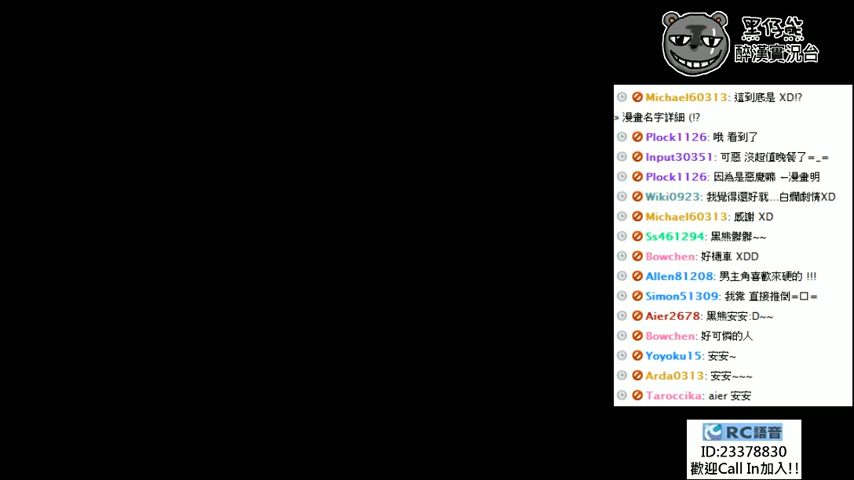 黑仔熊
醉漢實況台
Michael60313: 這到底是 XD!?
» 漫畫名字詳細 (!?
Plock1126: 哦 看到了
Input30351: 可惡 沒超值晚餐了=_=
Plock1126: 因為是惡魔嘛 ←漫畫明
Wiki0923: 我覺得還好就...白爛劇情XD
Michael60313: 感謝 XD
Ss461294: 黑熊掰掰~~
Bowchen: 好機車 XDD
Allen81208: 男主角喜歡來硬的 !!!
Simon51309: 我靠 直接推倒=口=
Aier2678: 黑熊安安:D~~
Bowchen: 好可憐的人
Yoyoku15: 安安~
Arda0313: 安安~~~
Taroccika: aier 安安
RC語音
ID:23378830
歡迎Call In加入!!